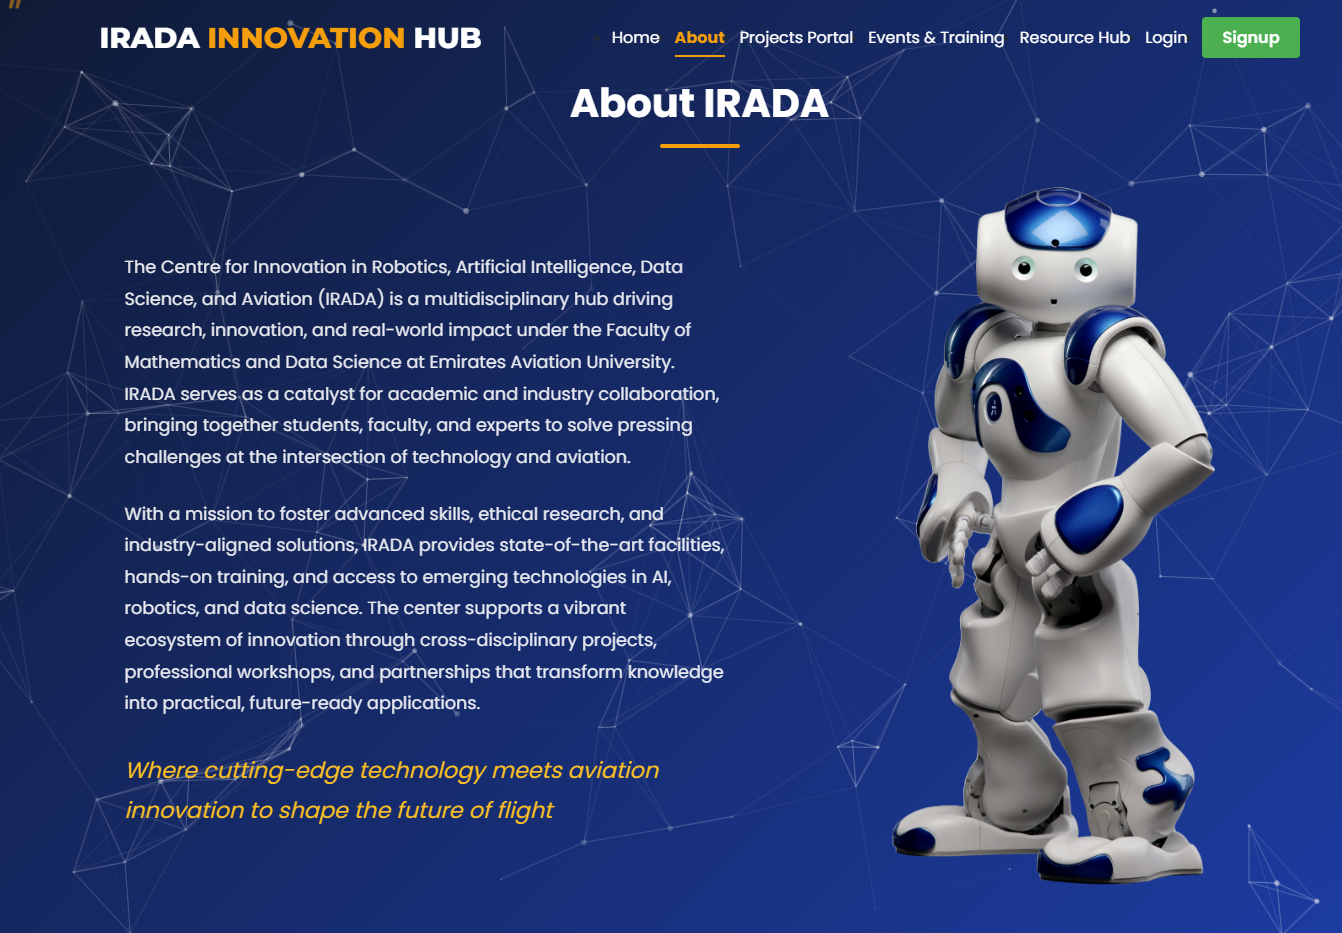 "
IRADA INNOVATION HUB
Home About Projects Portal Events & Training Resource Hub Login Signup
About IRADA
The Centre for Innovation in Robotics, Artificial Intelligence, Data
Science, and Aviation (IRADA) is a multidisciplinary hub driving
research, innovation, and real-world impact under the Faculty of
Mathematics and Data Science at Emirates Aviation University.
IRADA serves as a catalyst for academic and industry collaboration,
bringing together students, faculty, and experts to solve pressing
challenges at the intersection of technology and aviation.
With a mission to foster advanced skills, ethical research, and
industry-aligned solutions, IRADA provides state-of-the-art facilities,
hands-on training, and access to emerging technologies in AI,
robotics, and data science. The center supports a vibrant
ecosystem of innovation through cross-disciplinary projects,
professional workshops, and partnerships that transform knowledge
into practical, future-ready applications.
Where cutting-edge technology meets aviation
innovation to shape the future of flight